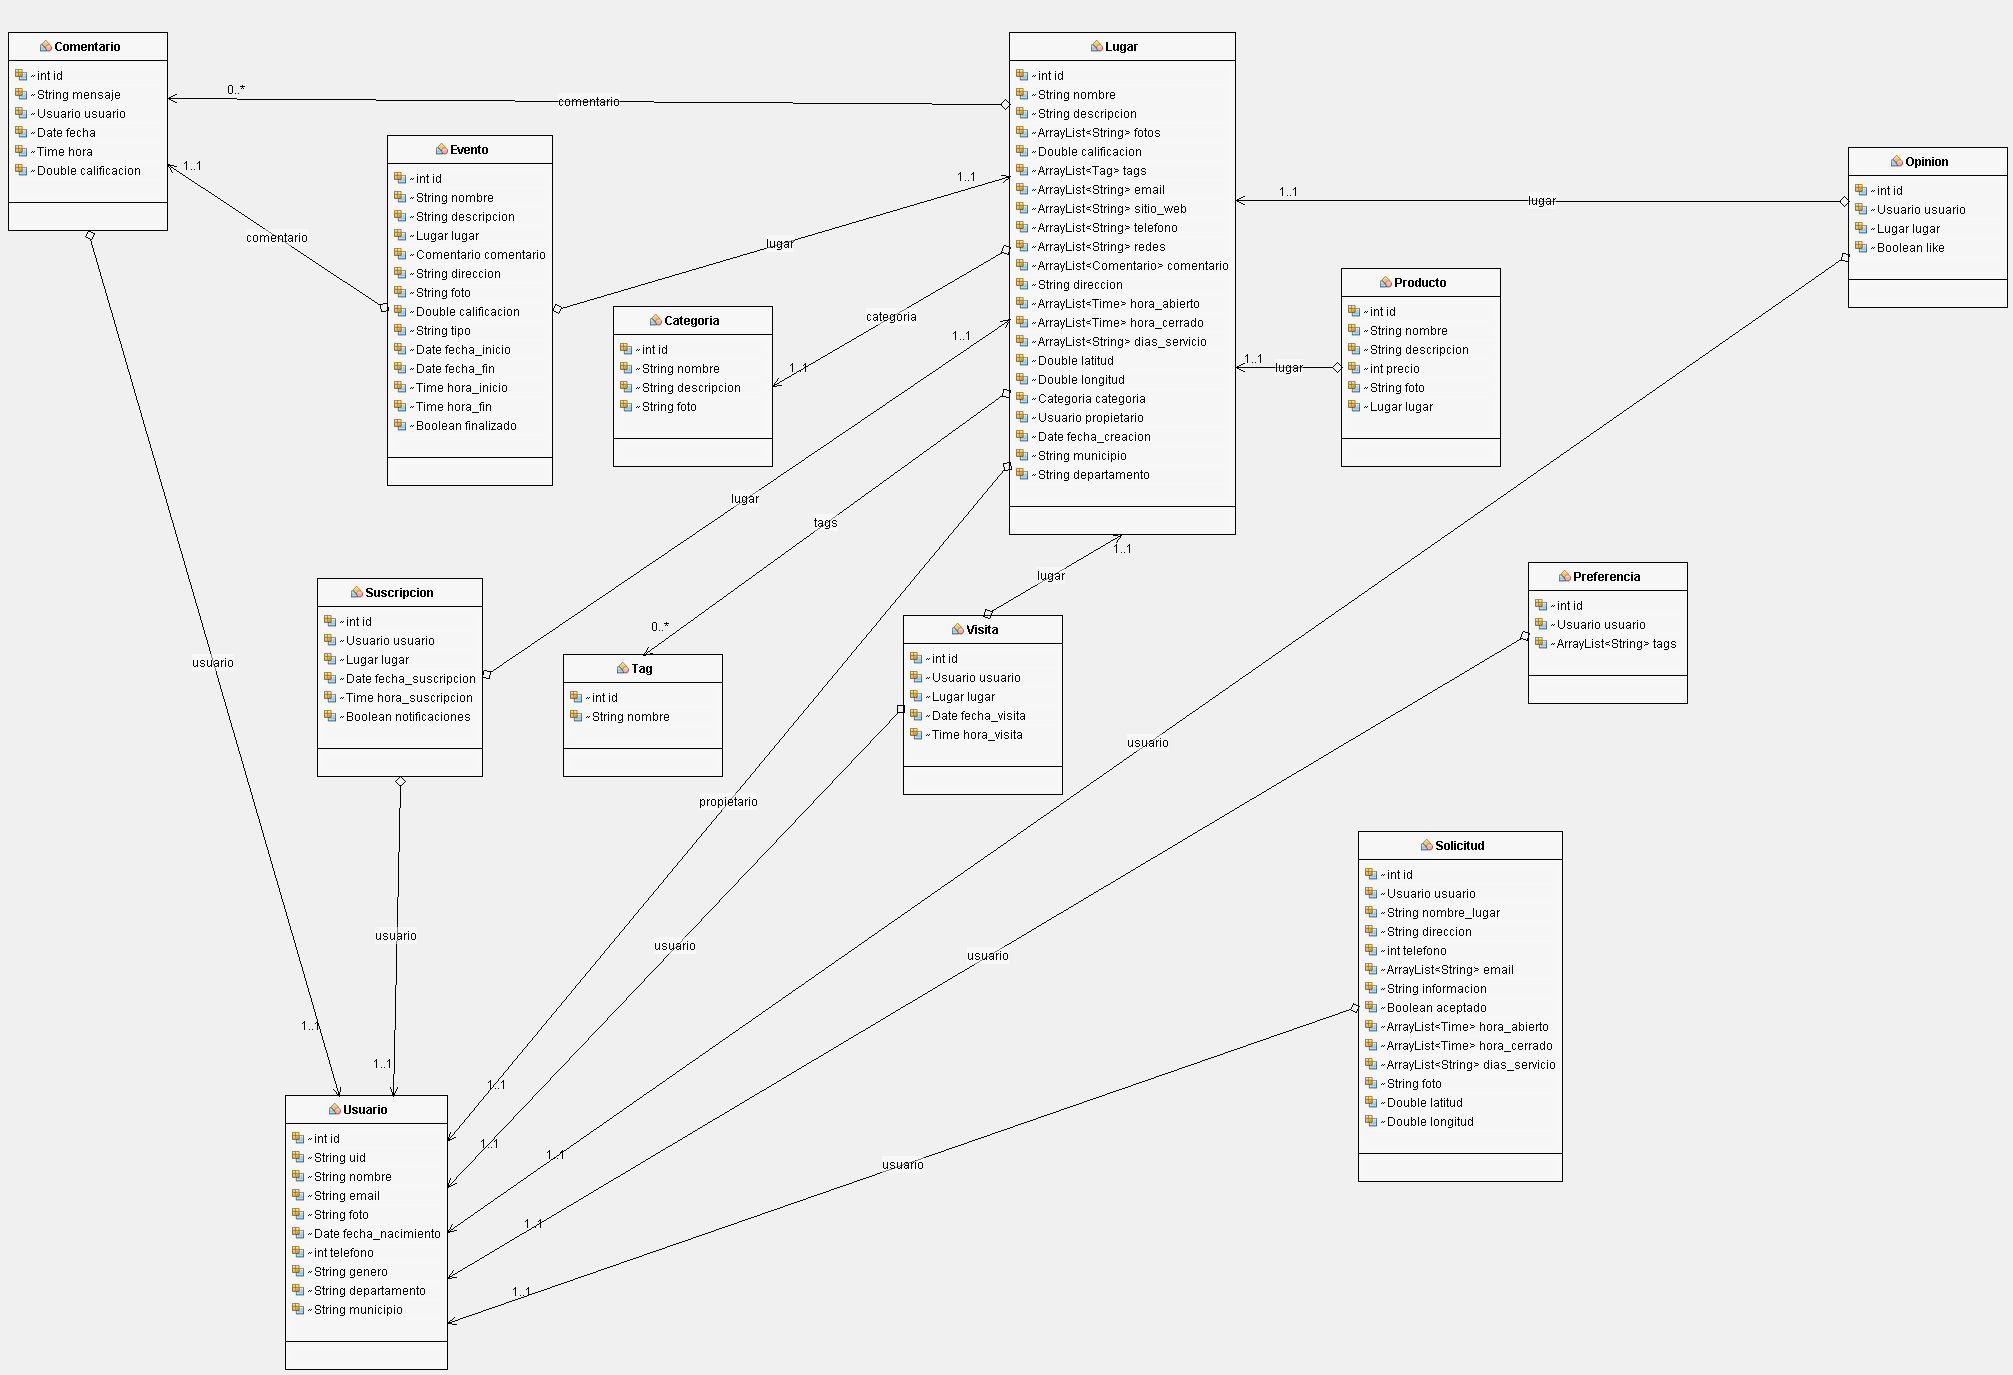 Comentario
~int id
~String mensaje
~Usuario usuario
~Date fecha
~Time hora
~Double calificacion
0..*
comentario
1..1
comentario
Evento
~int id
~String nombre
~String descripcion
~Lugar lugar
~Comentario comentario
~String direccion
~String foto
~Double calificacion
~String tipo
~Date fecha_inicio
~Date fecha_fin
~Time hora_inicio
~Time hora_fin
~Boolean finalizado
1..1
lugar
Categoria
~int id
~String nombre
~String descripcion
~String foto
categoria
1..1
Lugar
~int id
~String nombre
~String descripcion
~ArrayList<String> fotos
~Double calificacion
~ArrayList<Tag> tags
~ArrayList<String> email
~ArrayList<String> sitio_web
~ArrayList<String> telefono
~ArrayList<String> redes
~ArrayList<Comentario> comentario
~String direccion
~ArrayList<Time> hora_abierto
~ArrayList<Time> hora_cerrado
~ArrayList<String> dias_servicio
~Double latitud
~Double longitud
~Categoria categoria
~Usuario propietario
~Date fecha_creacion
~String municipio
~String departamento
1..1
lugar
Opinion
~int id
~Usuario usuario
~Lugar lugar
~Boolean like
Producto
~int id
~String nombre
~String descripcion
~int precio
~String foto
~Lugar lugar
1..1
lugar
1..1
lugar
tags
0..*
Suscripcion
~int id
~Usuario usuario
~Lugar lugar
~Date fecha_suscripcion
~Time hora_suscripcion
~Boolean notificaciones
Tag
~int id
~String nombre
1..1
lugar
Visita
~int id
~Usuario usuario
~Lugar lugar
~Date fecha_visita
~Time hora_visita
Preferencia
~int id
~Usuario usuario
~ArrayList<String> tags
usuario
usuario
propietario
usuario
usuario
usuario
Solicitud
~int id
~Usuario usuario
~String nombre_lugar
~String direccion
~int telefono
~ArrayList<String> email
~String informacion
~Boolean aceptado
~ArrayList<Time> hora_abierto
~ArrayList<Time> hora_cerrado
~ArrayList<String> dias_servicio
~String foto
~Double latitud
~Double longitud
usuario
1..1
1..1
1..1
1..1
1..1
1..1
1..1
Usuario
~int id
~String uid
~String nombre
~String email
~String foto
~Date fecha_nacimiento
~int telefono
~String genero
~String departamento
~String municipio